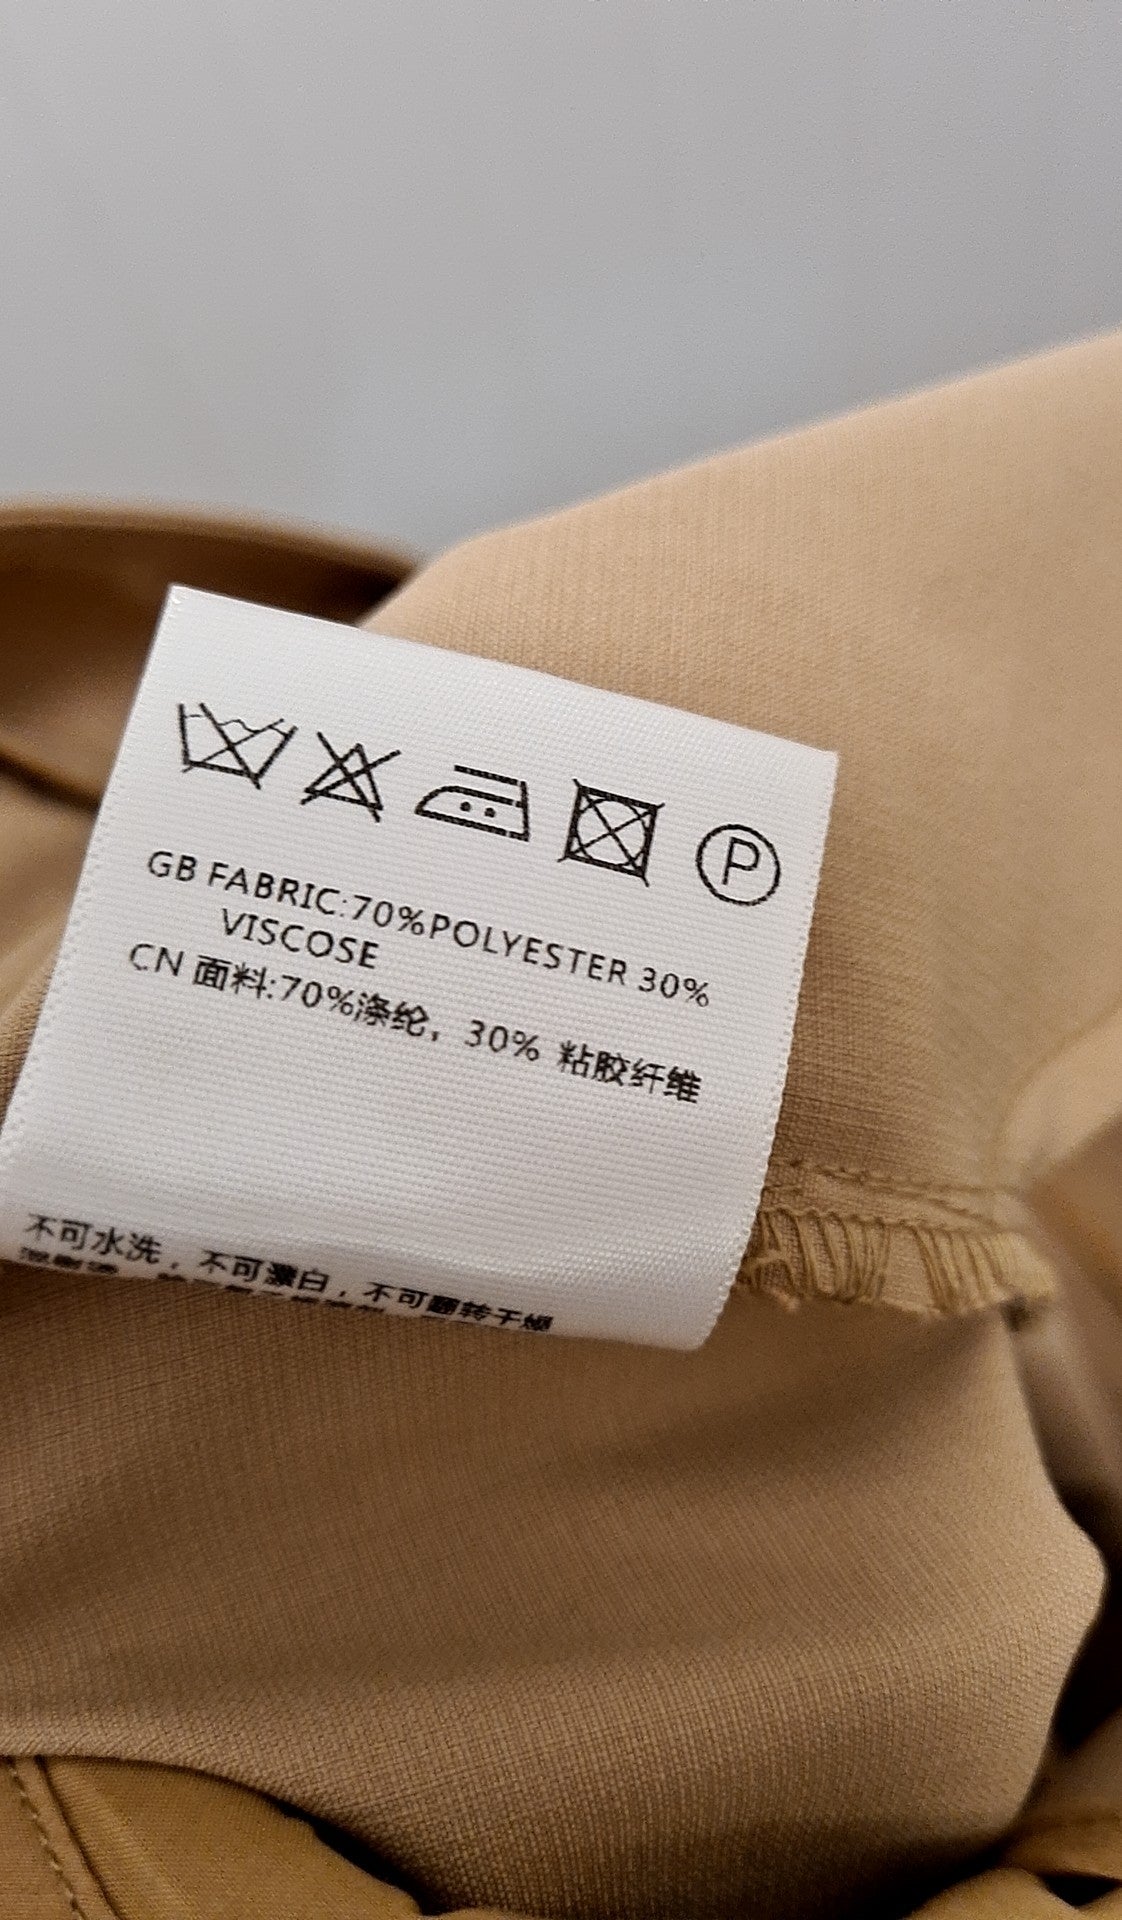 P
GB FABRIC:70%POLYESTER 30%
VISCOSE
CN 面料:70%涤纶，30% 粘胶纤维
不可水洗，不可漂白，不可翻转干燥